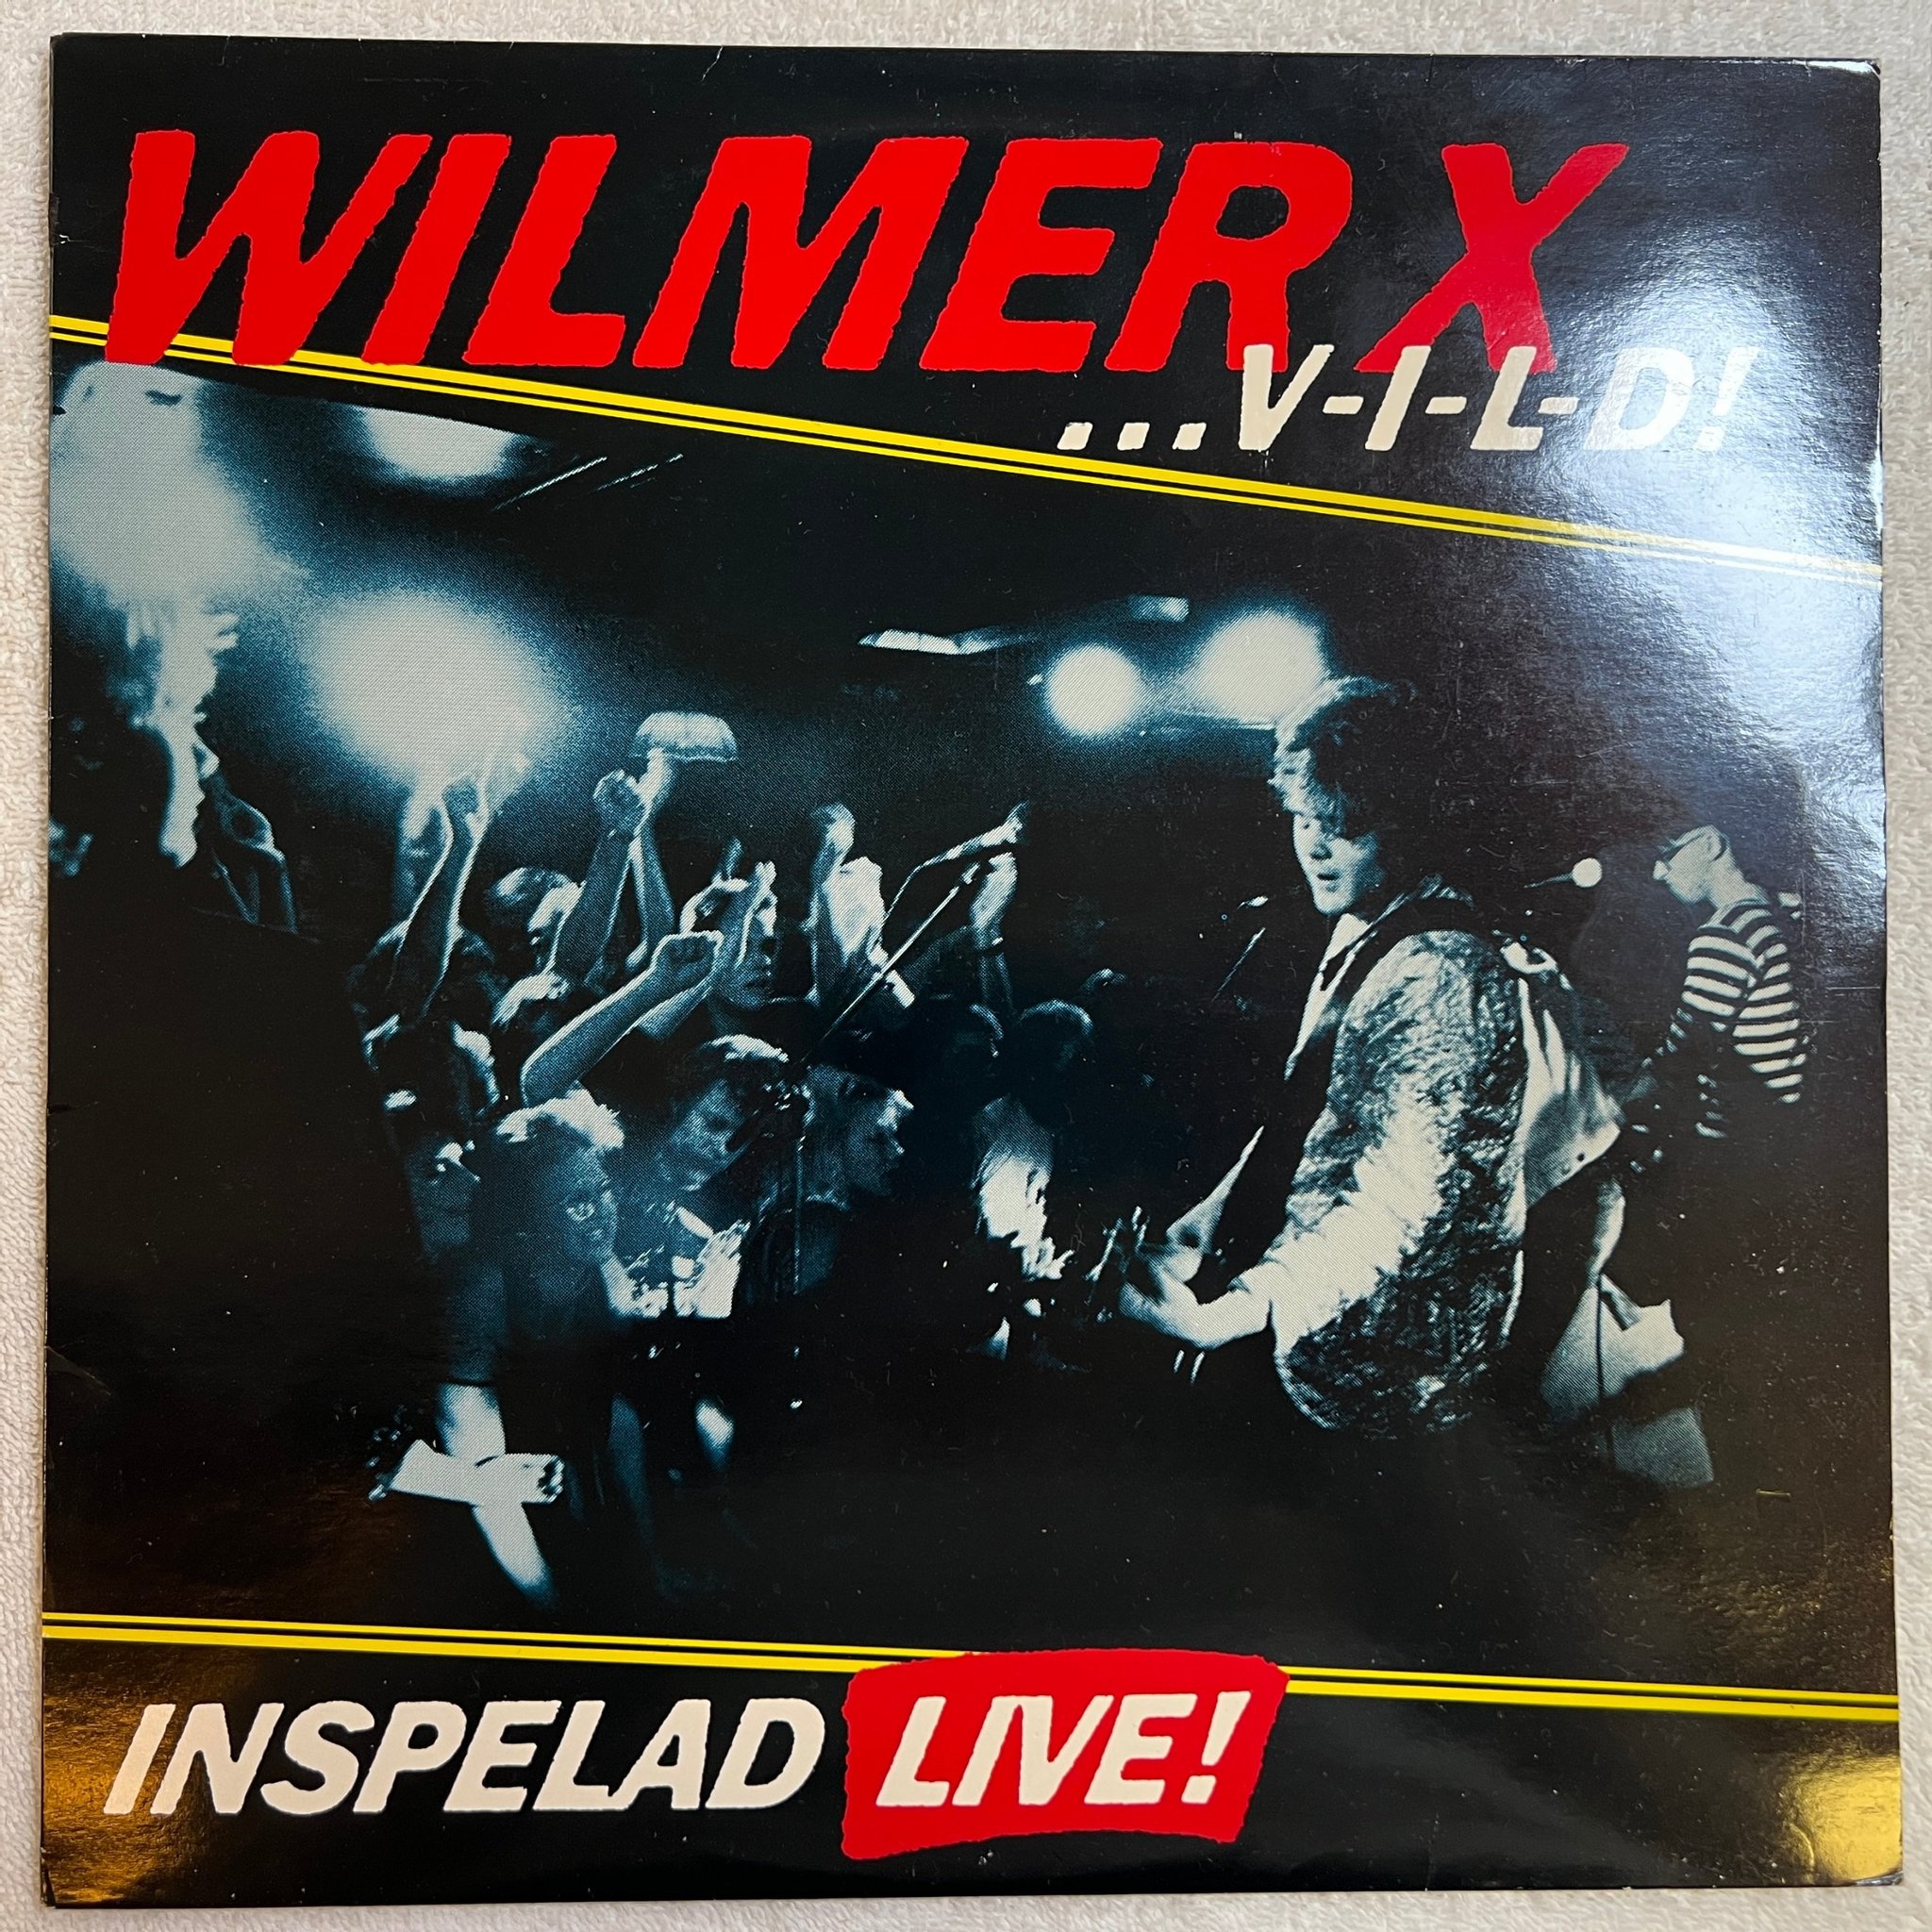 WILMER X
...V-I-L-D!
INSPELAD LIVE!